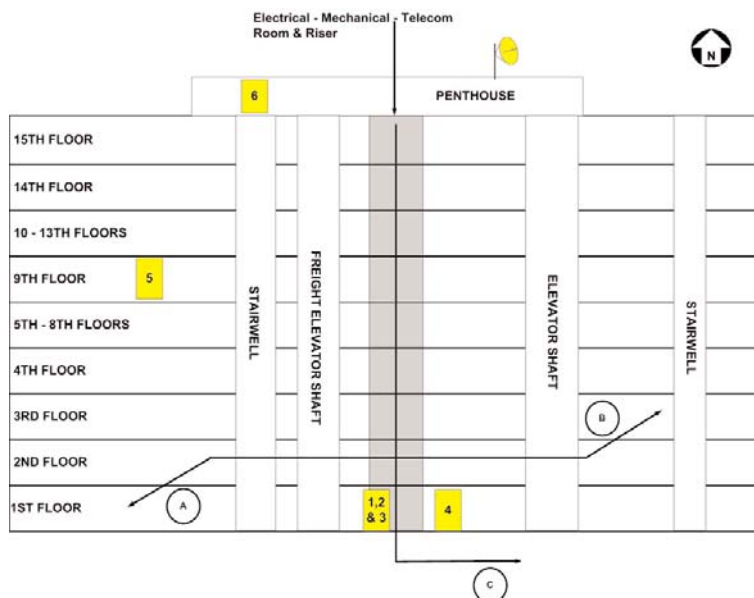 Electrical - Mechanical - Telecom
Room & Riser
N
6
PENTHOUSE
15TH FLOOR
14TH FLOOR
10 - 13TH FLOORS
9TH FLOOR
5
5TH - 8TH FLOORS
4TH FLOOR
3RD FLOOR
2ND FLOOR
1ST FLOOR
STAIRWELL
FREIGHT ELEVATOR SHAFT
ELEVATOR SHAFT
STAIRWELL
B
A
1,2
& 3
4
C